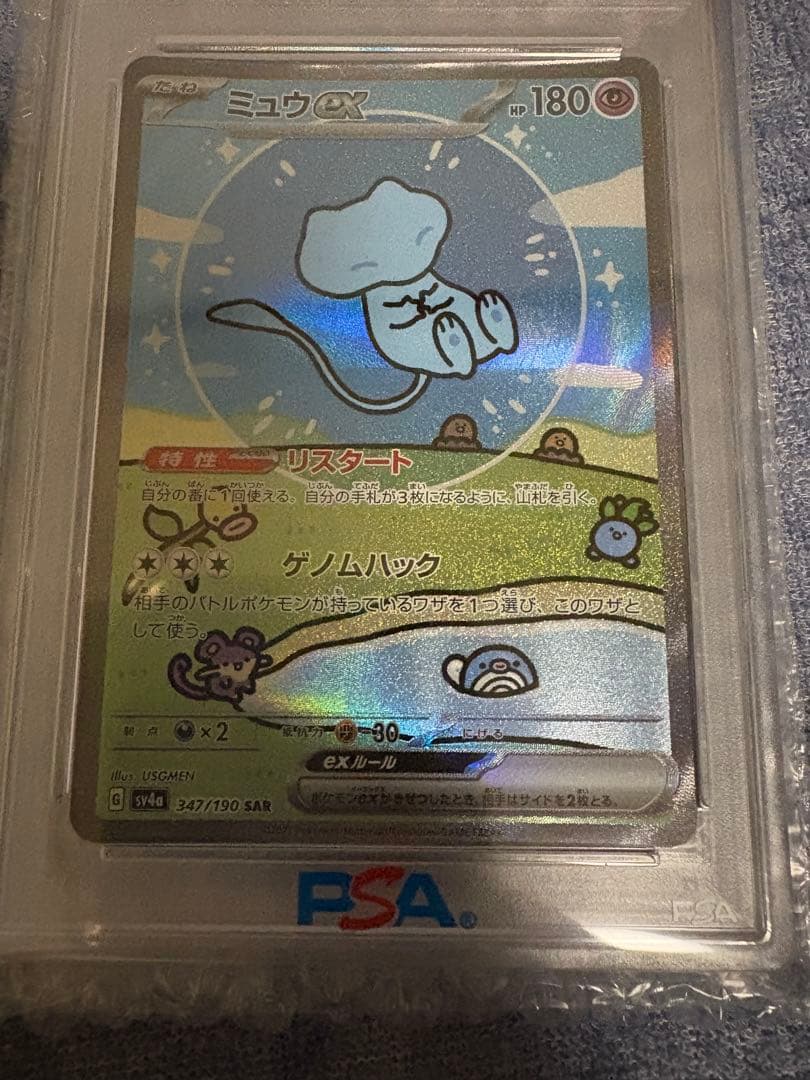 たね ミュウex HP 180
特性 リスタート
自分の番に1回使える。自分の手札が3枚になるように、山札を引く。
ゲノムハック
相手のバトルポケモンが持っているワザを1つ選び、このワザと
して使う。
弱点 ×2 抵抗力 -30 にげる
exルール
Illus. USGMEN
ポケモンexがきぜつしたとき、相手はサイドを2枚とる。
G sv4a 347/190 SAR
PSA
PSA